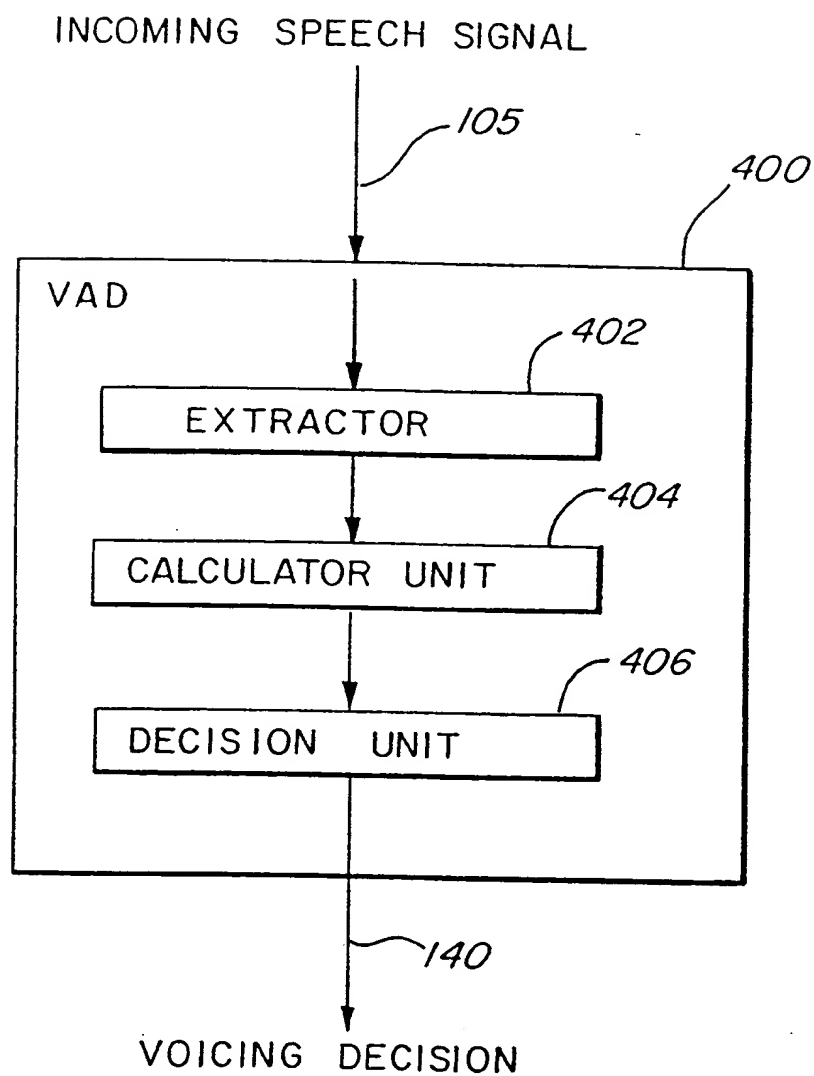 INCOMING SPEECH SIGNAL
105
400
VAD
402
EXTRACTOR
404
CALCULATOR UNIT
406
DECISION UNIT
140
VOICING DECISION